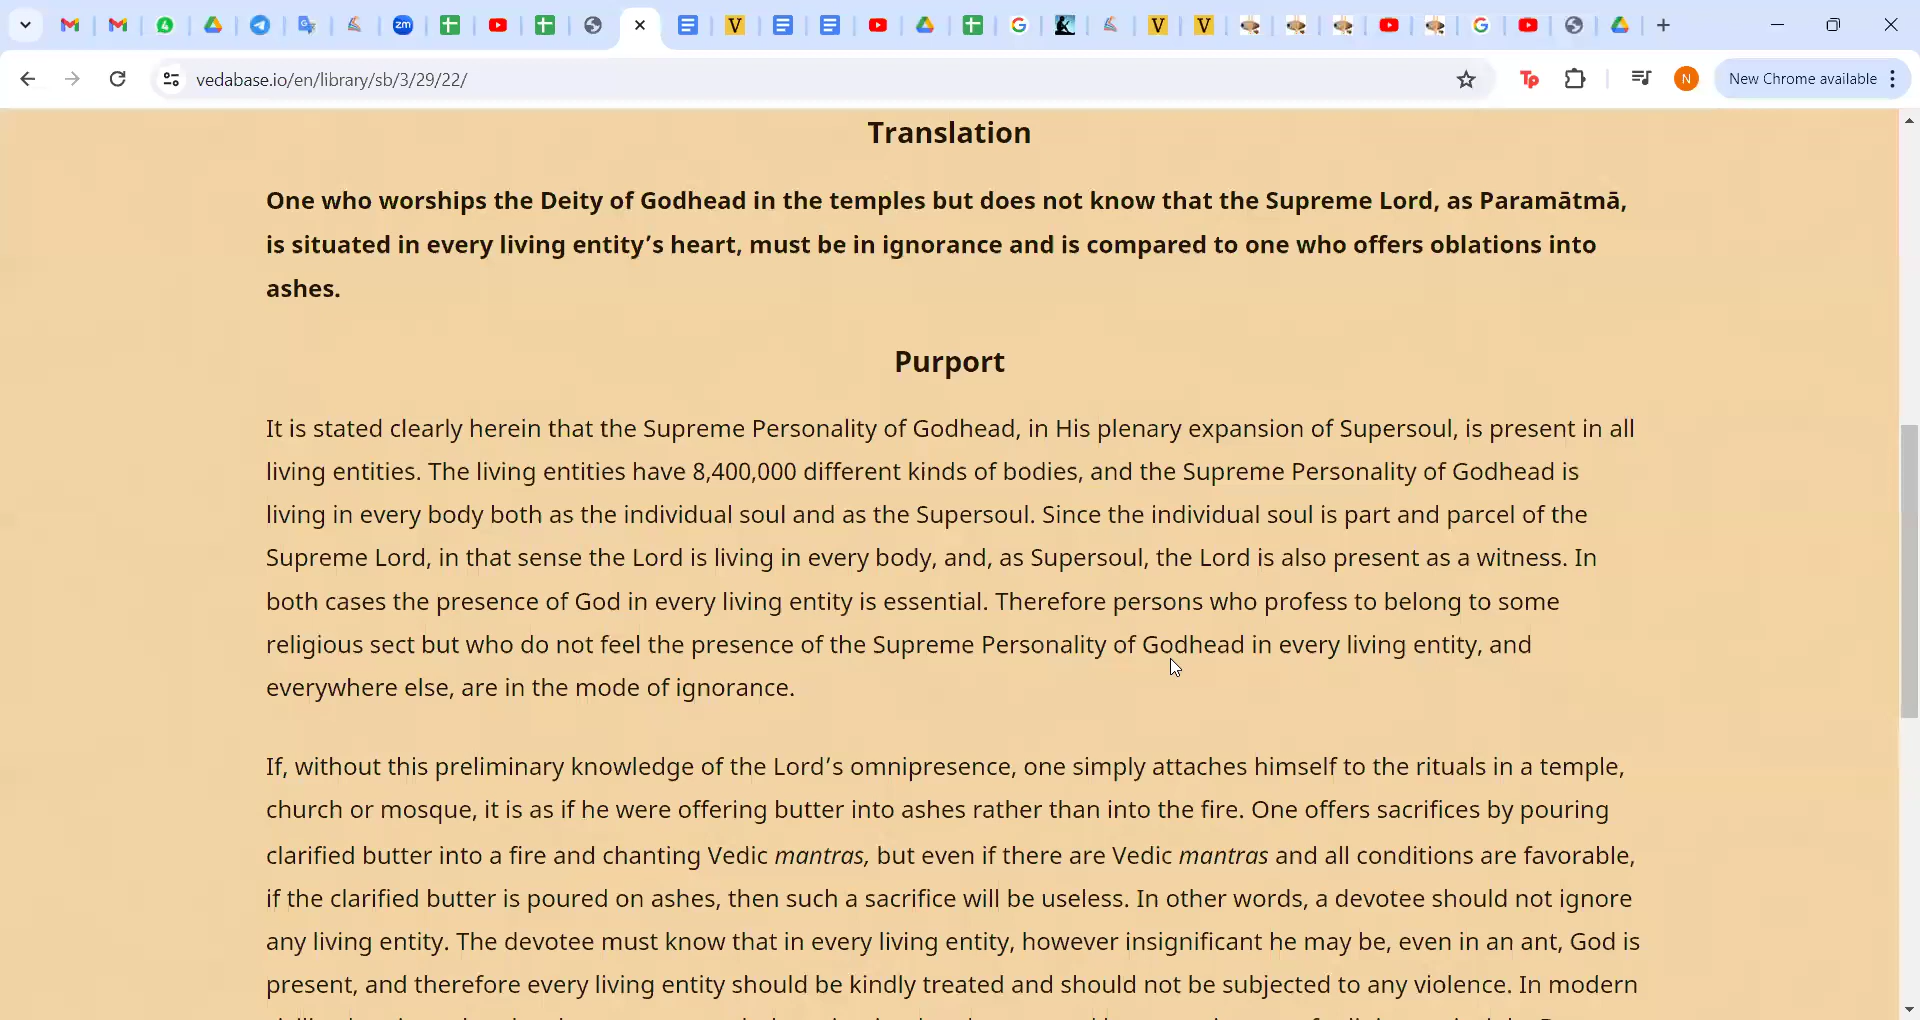 vedabase.io/en/library/sb/3/29/22/
New Chrome available
Translation
One who worships the Deity of Godhead in the temples but does not know that the Supreme Lord, as Paramātmā,
is situated in every living entity’s heart, must be in ignorance and is compared to one who offers oblations into
ashes.
Purport
It is stated clearly herein that the Supreme Personality of Godhead, in His plenary expansion of Supersoul, is present in all
living entities. The living entities have 8,400,000 different kinds of bodies, and the Supreme Personality of Godhead is
living in every body both as the individual soul and as the Supersoul. Since the individual soul is part and parcel of the
Supreme Lord, in that sense the Lord is living in every body, and, as Supersoul, the Lord is also present as a witness. In
both cases the presence of God in every living entity is essential. Therefore persons who profess to belong to some
religious sect but who do not feel the presence of the Supreme Personality of Godhead in every living entity, and
everywhere else, are in the mode of ignorance.
If, without this preliminary knowledge of the Lord’s omnipresence, one simply attaches himself to the rituals in a temple,
church or mosque, it is as if he were offering butter into ashes rather than into the fire. One offers sacrifices by pouring
clarified butter into a fire and chanting Vedic mantras, but even if there are Vedic mantras and all conditions are favorable,
if the clarified butter is poured on ashes, then such a sacrifice will be useless. In other words, a devotee should not ignore
any living entity. The devotee must know that in every living entity, however insignificant he may be, even in an ant, God is
present, and therefore every living entity should be kindly treated and should not be subjected to any violence. In modern